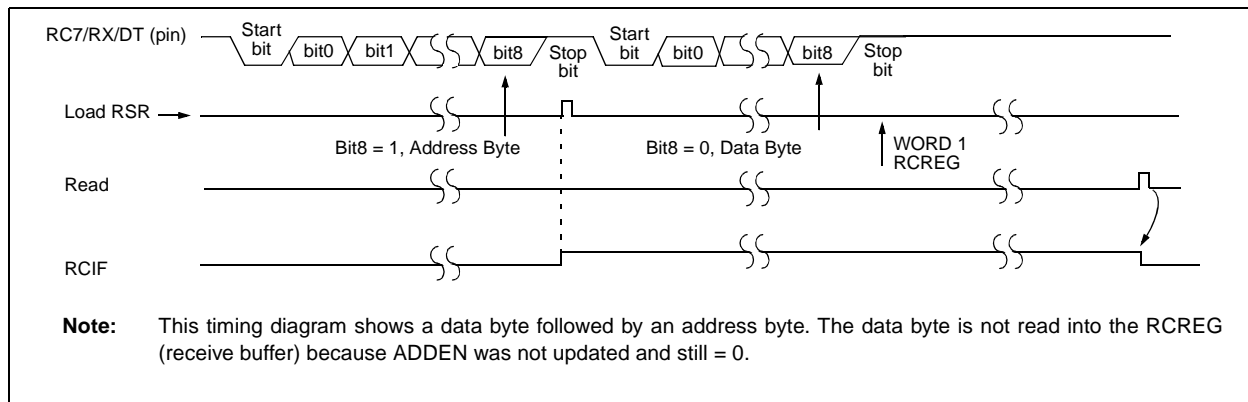 RC7/RX/DT (pin)
Start
bit
bit0
bit1
bit8
Stop
bit
Start
bit
bit0
bit8
Stop
bit
Load RSR
Bit8 = 1, Address Byte
Bit8 = 0, Data Byte
WORD 1
RCREG
Read
RCIF
Note: This timing diagram shows a data byte followed by an address byte. The data byte is not read into the RCREG
(receive buffer) because ADDEN was not updated and still = 0.